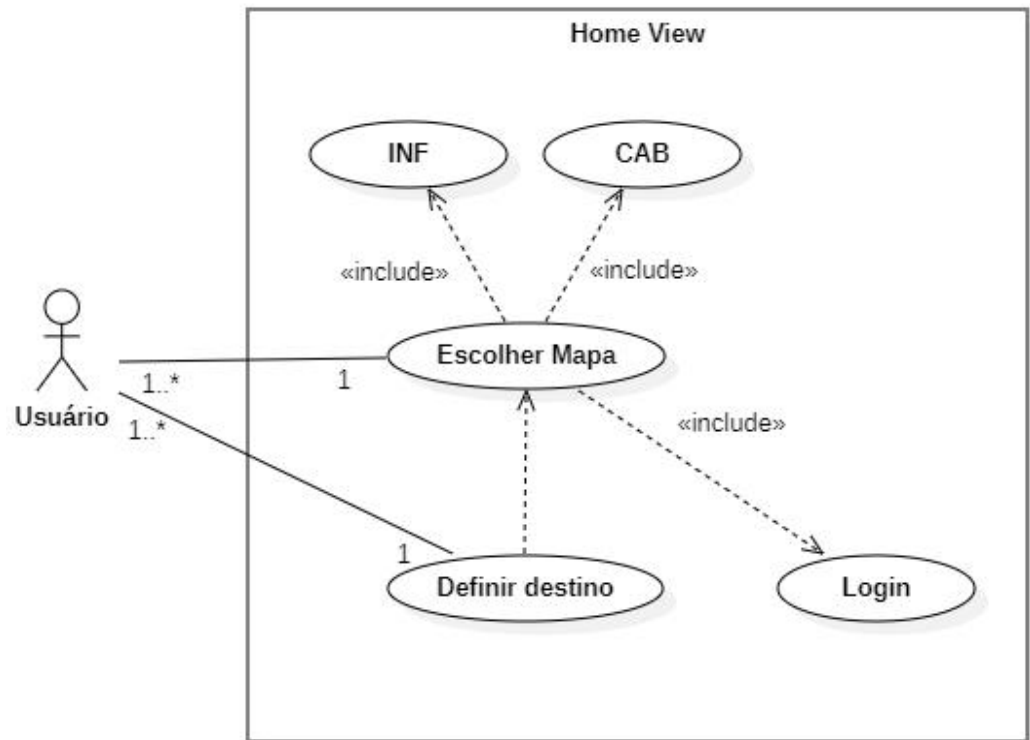 Home View
INF
CAB
«include»
«include»
Escolher Mapa
1..*
1
Usuário
1..*
«include»
1
Definir destino
Login